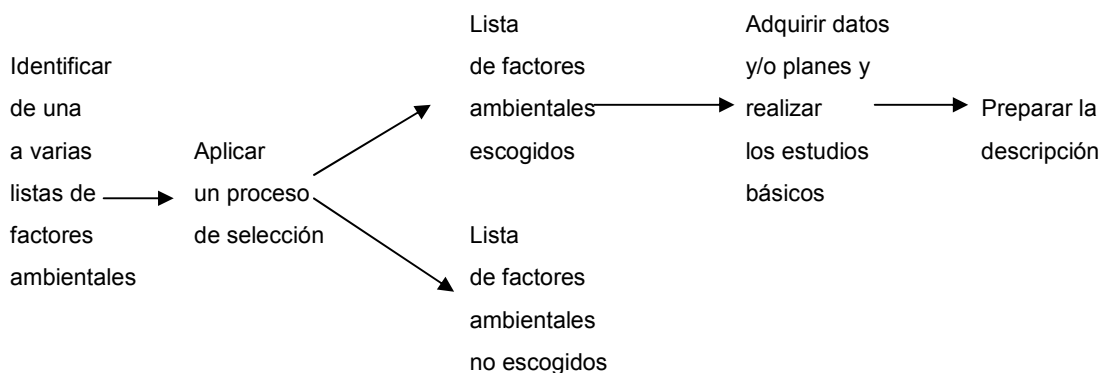 Identificar
de una
a varias
listas de
factores
ambientales
Aplicar
un proceso
de selección
Lista
de factores
ambientales
escogidos
Lista
de factores
ambientales
no escogidos
Adquirir datos
y/o planes y
realizar
los estudios
básicos
Preparar la
descripción